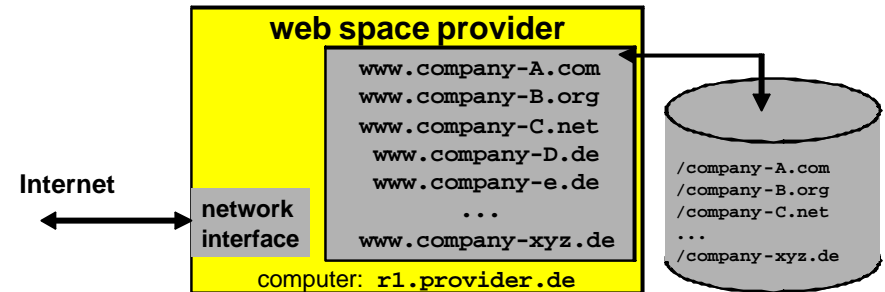 web space provider
www.company-A.com
www.company-B.org
www.company-C.net
www.company-D.de
www.company-e.de
...
www.company-xyz.de
Internet
network
interface
computer: r1.provider.de
/company-A.com
/company-B.org
/company-C.net
...
/company-xyz.de